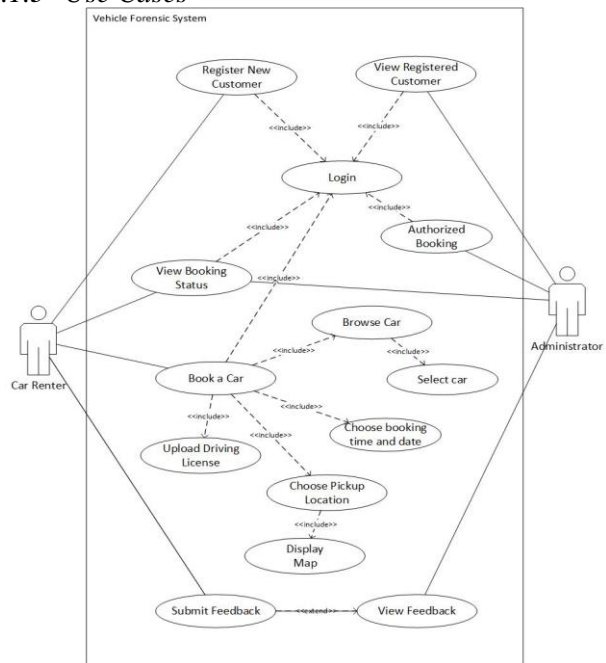 Use Cases
Vehicle Forensic System
Register New
Customer
View Registered
Customer
<<include>>
<<include>>
Login
<<include>>
<<include>>
Authorized
Booking
<<include>>
View Booking
Status
Browse Car
Car Renter
Administrator
<<include>>
<<include>>
Book a Car
Select car
<<include>>
<<include>>
<<include>>
Choose booking
time and date
Upload Driving
License
Choose Pickup
Location
<<include>>
Display
Map
Submit Feedback
<<extend>>
View Feedback